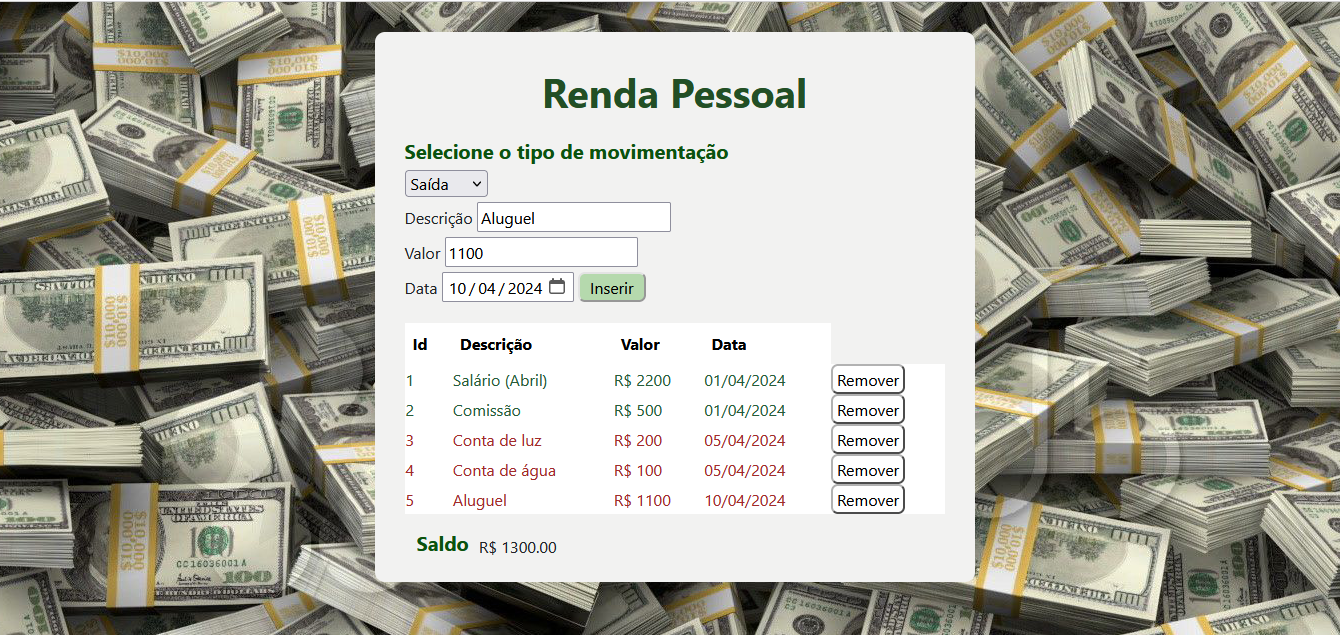 Renda Pessoal
Selecione o tipo de movimentação
Saída
Descrição Aluguel
Valor 1100
Data 10/04/2024 Inserir
Id Descrição Valor Data
1 Salário (Abril) R$ 2200 01/04/2024 Remover
2 Comissão R$ 500 01/04/2024 Remover
3 Conta de luz R$ 200 05/04/2024 Remover
4 Conta de água R$ 100 05/04/2024 Remover
5 Aluguel R$ 1100 10/04/2024 Remover
Saldo R$ 1300.00